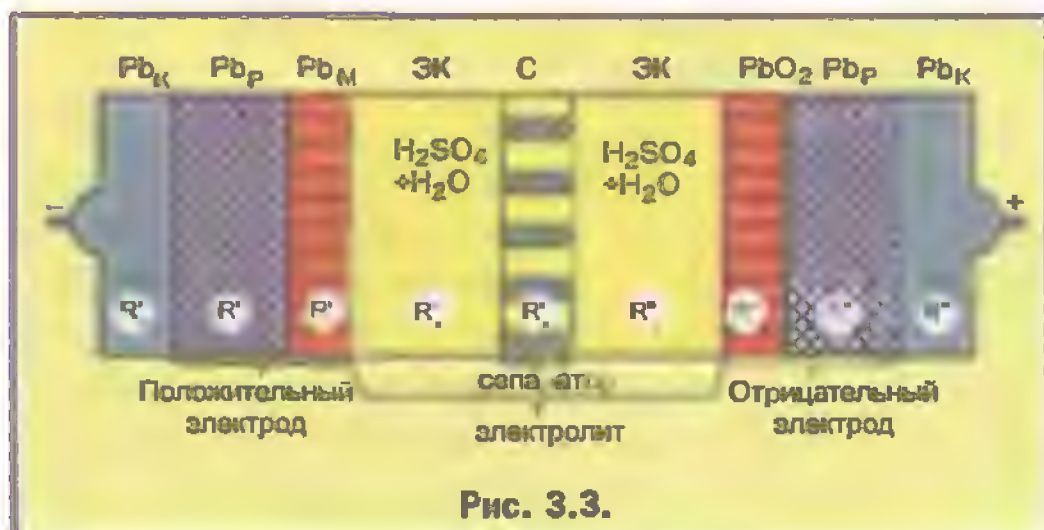 Pbк Pbр Pbм ЭК С ЭК PbO₂ Pbр Pbк
H₂SO₄ H₂SO₄
+H₂O +H₂O
− +
R' R' R' R" R"
Положительный сепаратор Отрицательный
электрод электролит электрод
Рис. 3.3.